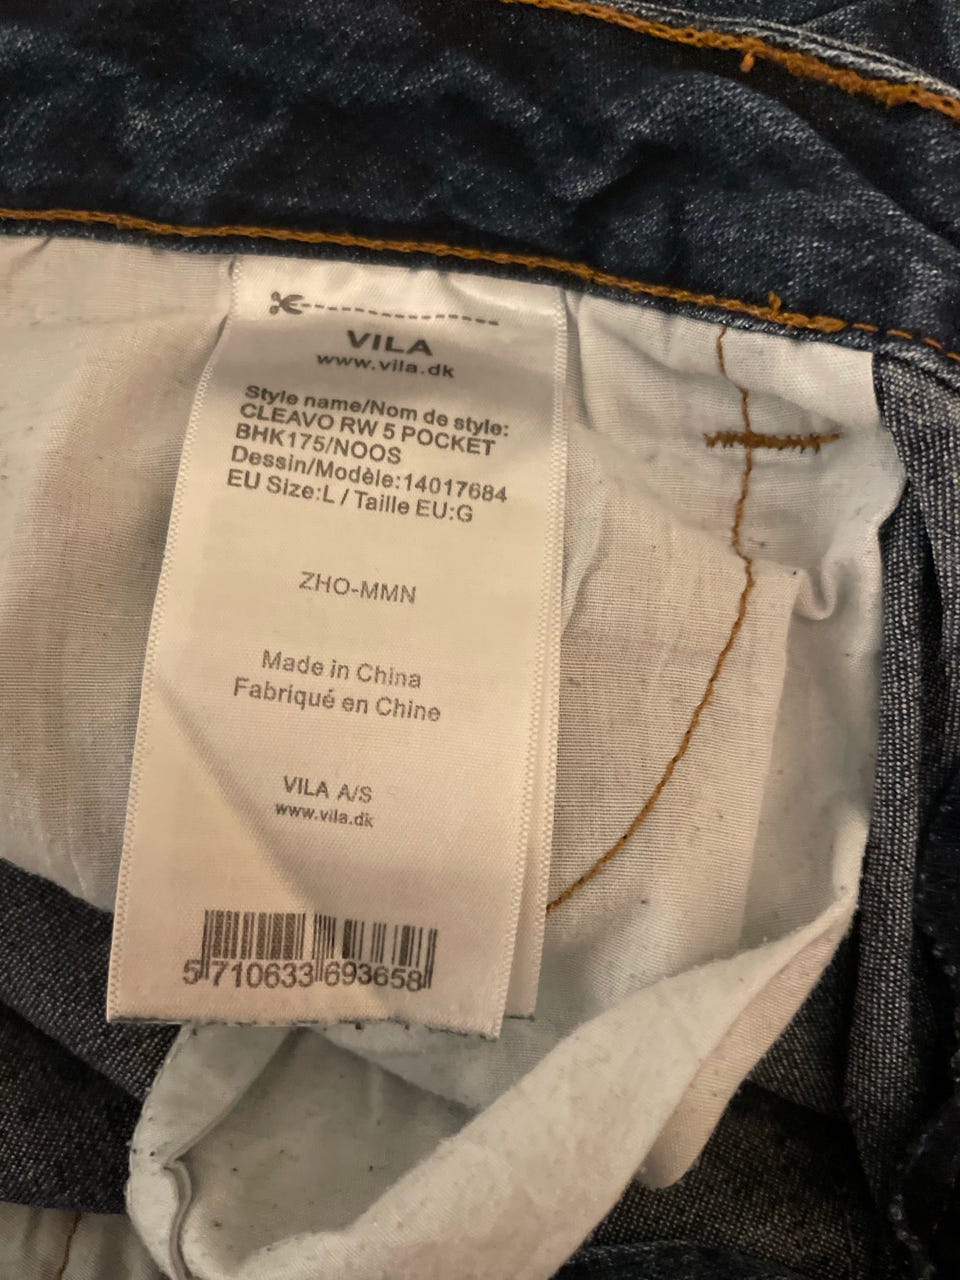 VILA
www.vila.dk
Style name/Nom de style:
CLEAVO RW 5 POCKET
BHK175/NOOS
Dessin/Modèle:14017684
EU Size:L / Taille EU:G
ZHO-MMN
Made in China
Fabriqué en Chine
VILA A/S
www.vila.dk
5 710633 693658